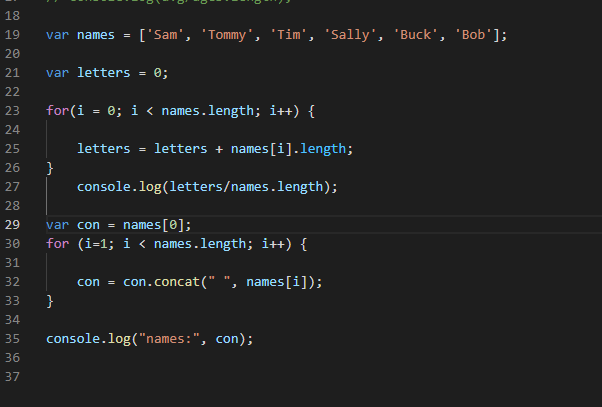 18
19 var names = ['Sam', 'Tommy', 'Tim', 'Sally', 'Buck', 'Bob'];
20
21 var letters = 0;
22
23 for(i = 0; i < names.length; i++) {
24
25     letters = letters + names[i].length;
26 }
27     console.log(letters/names.length);
28
29 var con = names[0];
30 for (i=1; i < names.length; i++) {
31
32     con = con.concat(" ", names[i]);
33 }
34
35 console.log("names:", con);
36
37